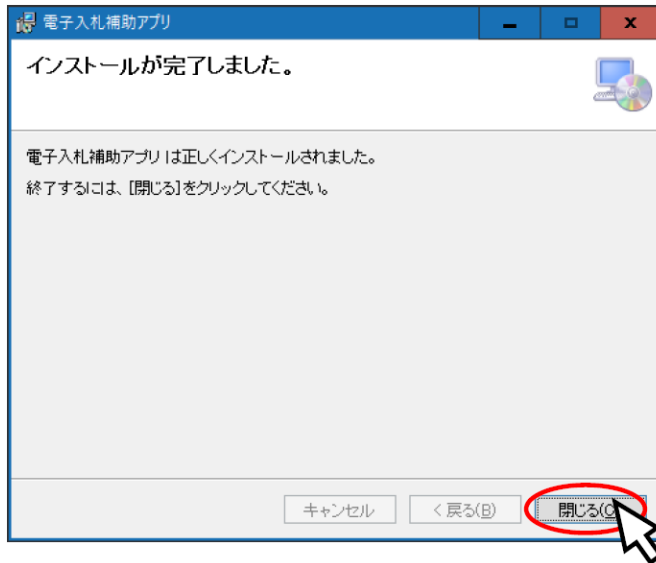 電子入札補助アプリ
インストールが完了しました。
電子入札補助アプリ は正しくインストールされました。
終了するには、[閉じる]をクリックしてください。
キャンセル
< 戻る(B)
閉じる(C